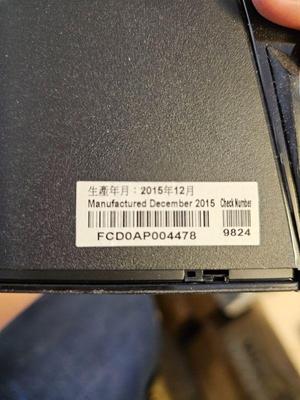 生產年月：2015年12月
Manufactured December 2015 Check Number
FCD0AP004478 9824